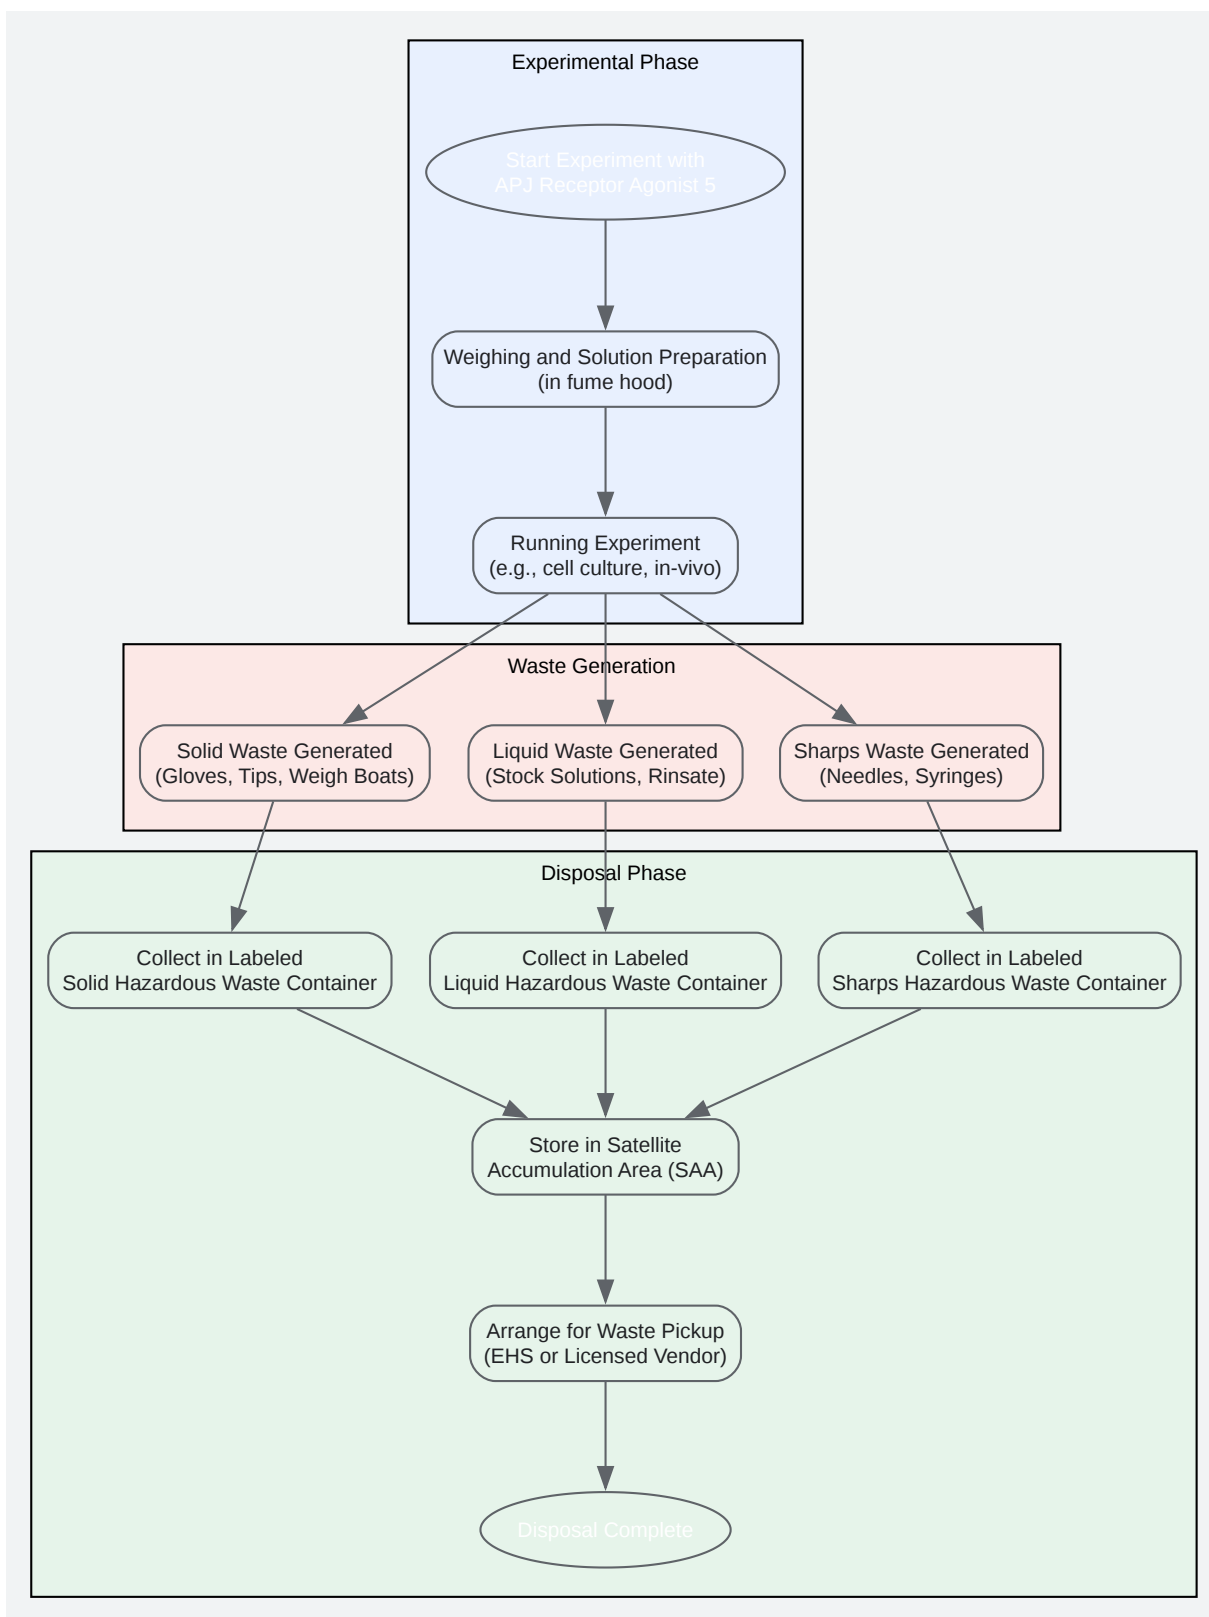 Experimental Phase
Start Experiment with
APJ Receptor Agonist 5
Weighing and Solution Preparation
(in fume hood)
Running Experiment
(e.g., cell culture, in-vivo)
Waste Generation
Solid Waste Generated
(Gloves, Tips, Weigh Boats)
Liquid Waste Generated
(Stock Solutions, Rinsate)
Sharps Waste Generated
(Needles, Syringes)
Disposal Phase
Collect in Labeled
Solid Hazardous Waste Container
Collect in Labeled
Liquid Hazardous Waste Container
Collect in Labeled
Sharps Hazardous Waste Container
Store in Satellite
Accumulation Area (SAA)
Arrange for Waste Pickup
(EHS or Licensed Vendor)
Disposal Complete